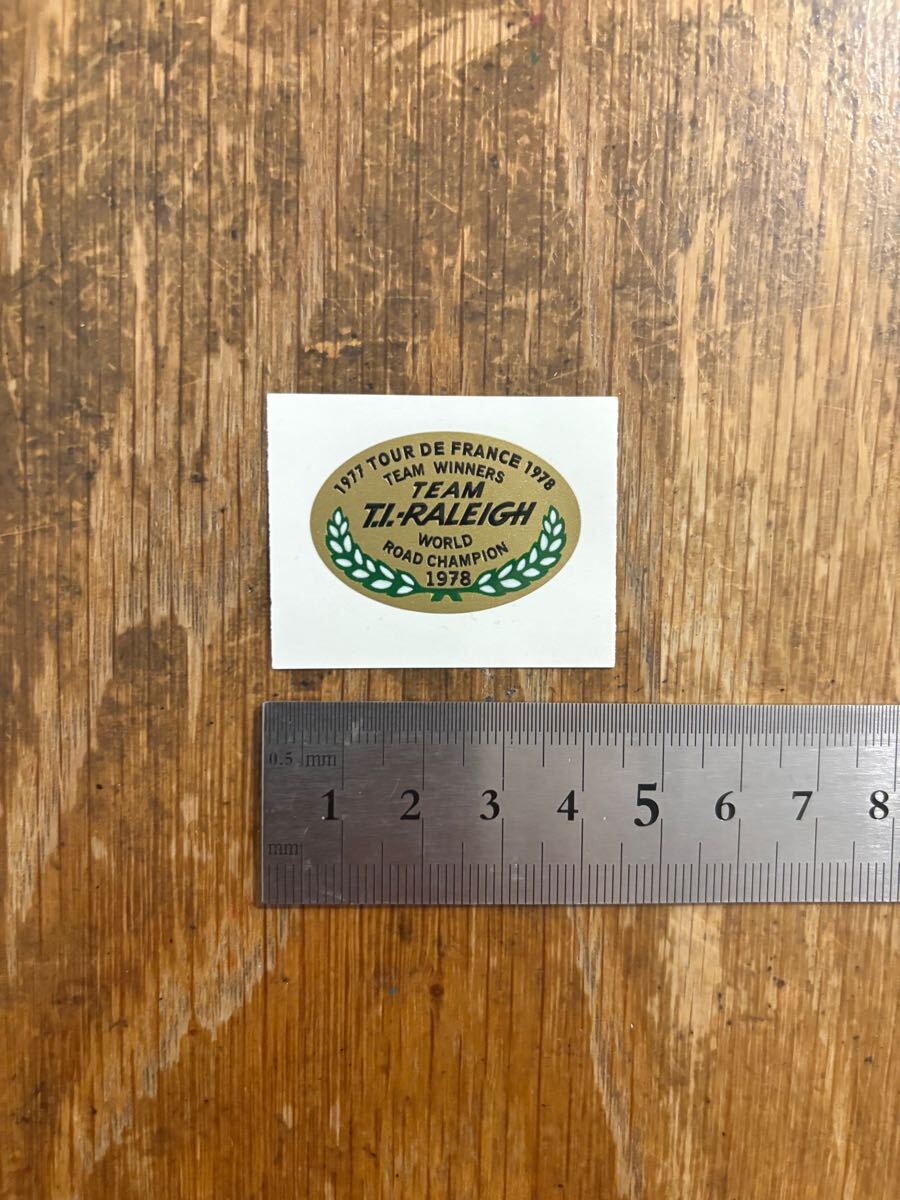 1977 TOUR DE FRANCE 1978
TEAM WINNERS
TEAM
T.I.-RALEIGH
WORLD
ROAD CHAMPION
1978
0.5 mm
1 2 3 4 5 6 7 8
mm